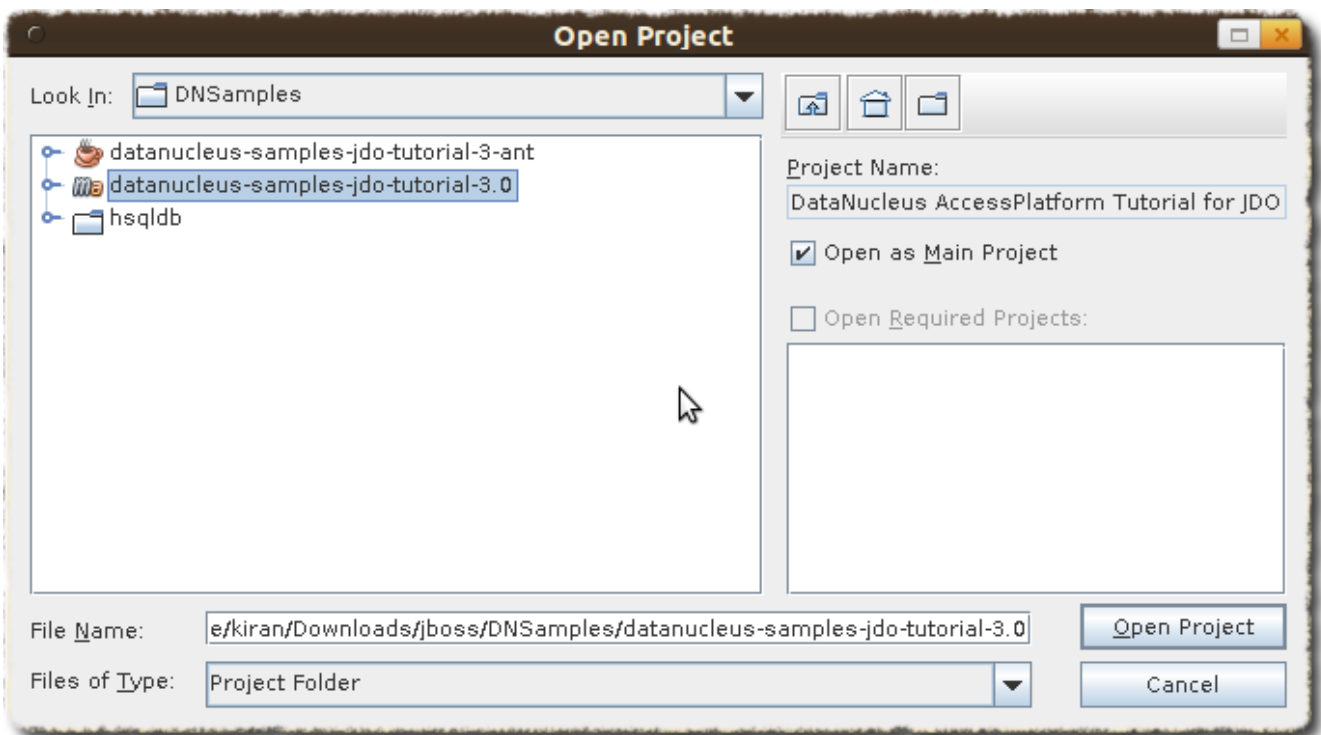 Open Project
Look In: DNSamples
datanucleus-samples-jdo-tutorial-3-ant
datanucleus-samples-jdo-tutorial-3.0
hsqldb
Project Name:
DataNucleus AccessPlatform Tutorial for JDO
Open as Main Project
Open Required Projects:
File Name: e/kiran/Downloads/jboss/DNSamples/datanucleus-samples-jdo-tutorial-3.0
Open Project
Files of Type: Project Folder
Cancel